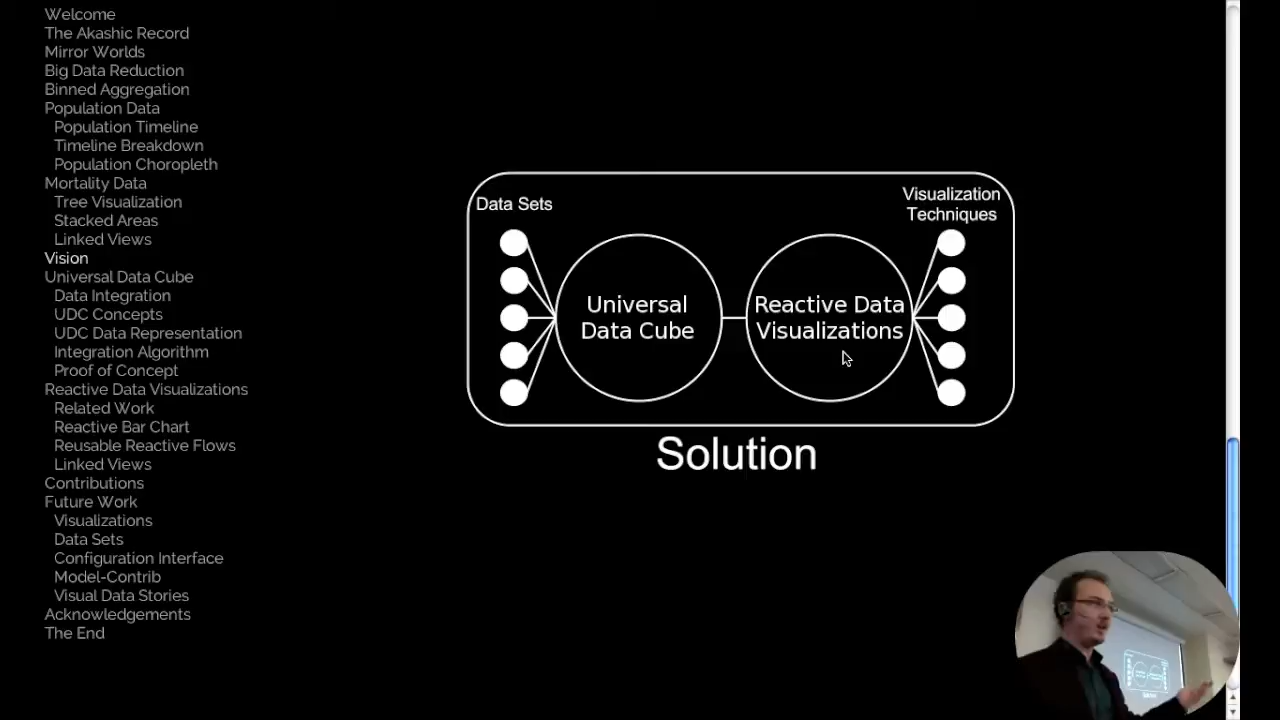 Welcome
The Akashic Record
Mirror Worlds
Big Data Reduction
Binned Aggregation
Population Data
Population Timeline
Timeline Breakdown
Population Choropleth
Mortality Data
Tree Visualization
Stacked Areas
Linked Views
Vision
Universal Data Cube
Data Integration
UDC Concepts
UDC Data Representation
Integration Algorithm
Proof of Concept
Reactive Data Visualizations
Related Work
Reactive Bar Chart
Reusable Reactive Flows
Linked Views
Contributions
Future Work
Visualizations
Data Sets
Configuration Interface
Model-Contrib
Visual Data Stories
Acknowledgements
The End
Data Sets
Visualization
Techniques
Universal
Data Cube
Reactive Data
Visualizations
Solution